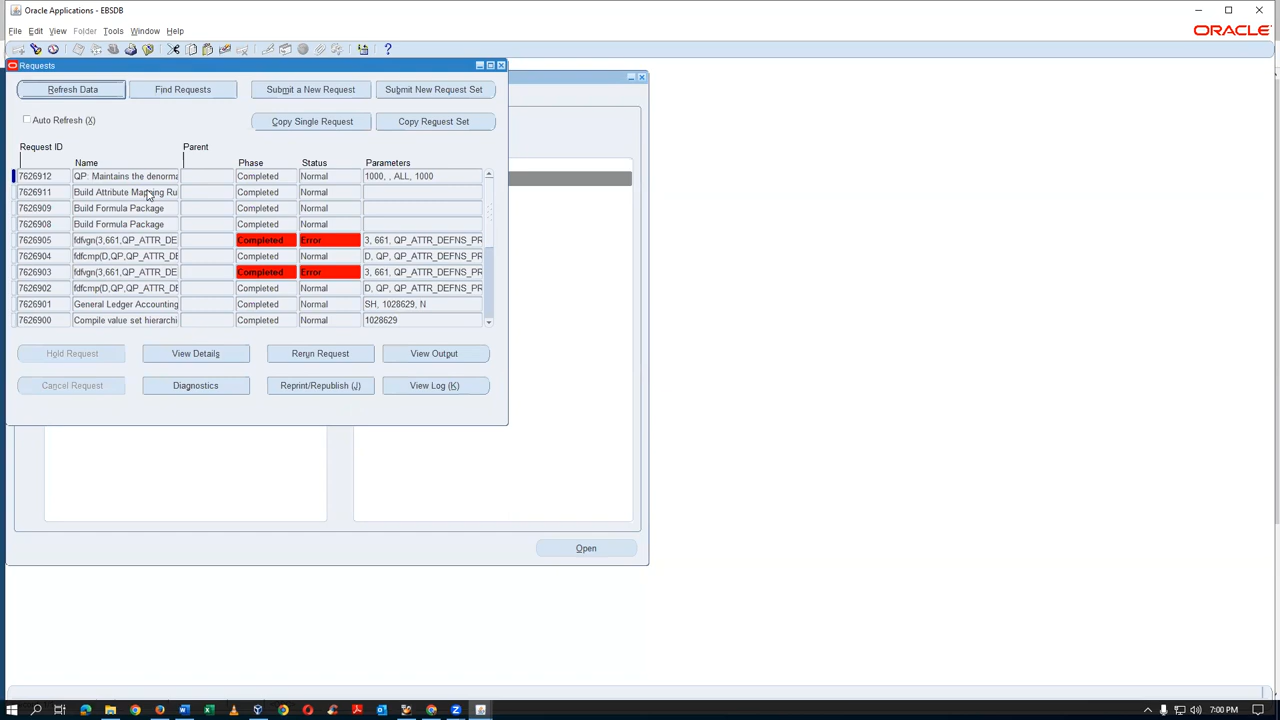 Oracle Applications - EBSDB
File Edit View Folder Tools Window Help
ORACLE
Requests
Refresh Data Find Requests Submit a New Request Submit New Request Set
Auto Refresh (X) Copy Single Request Copy Request Set
Request ID Parent
Name Phase Status Parameters
7626912 QP: Maintains the denorma Completed Normal 1000, , ALL, 1000
7626911 Build Attribute Mapping Ru Completed Normal
7626909 Build Formula Package Completed Normal
7626908 Build Formula Package Completed Normal
7626905 fdfvgn(3,661,QP_ATTR_DE Completed Error 3, 661, QP_ATTR_DEFNS_PR
7626904 fdfcmp(D,QP,QP_ATTR_DE Completed Normal D, QP, QP_ATTR_DEFNS_P
7626903 fdfvgn(3,661,QP_ATTR_DE Completed Error 3, 661, QP_ATTR_DEFNS_PR
7626902 fdfcmp(D,QP,QP_ATTR_DE Completed Normal D, QP, QP_ATTR_DEFNS_P
7626901 General Ledger Accounting Completed Normal SH, 1028629, N
7626900 Compile value set hierarchi Completed Normal 1028629
Hold Request View Details Rerun Request View Output
Cancel Request Diagnostics Reprint/Republish (J) View Log (K)
Open
7:00 PM